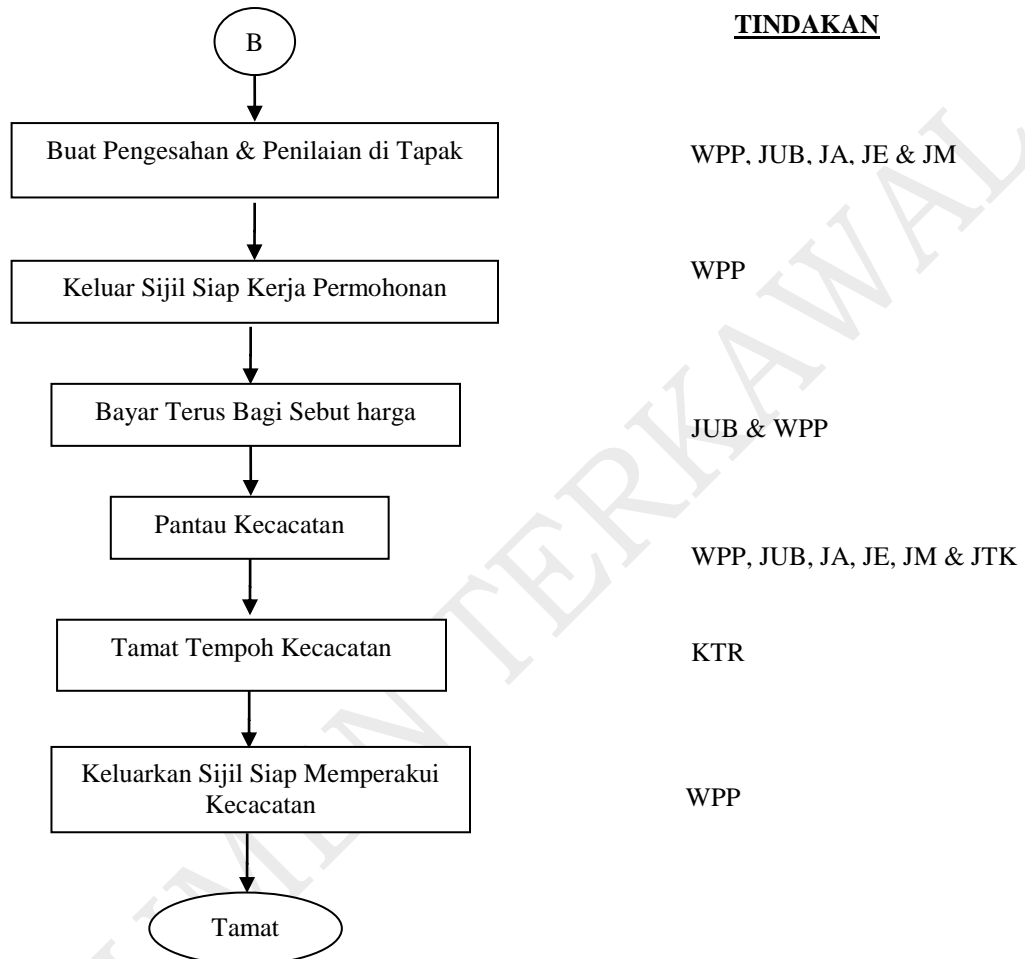 TINDAKAN
B
Buat Pengesahan & Penilaian di Tapak
WPP, JUB, JA, JE & JM
Keluar Sijil Siap Kerja Permohonan
WPP
Bayar Terus Bagi Sebut harga
JUB & WPP
Pantau Kecacatan
WPP, JUB, JA, JE, JM & JTK
Tamat Tempoh Kecacatan
KTR
Keluarkan Sijil Siap Memperakui
Kecacatan
WPP
Tamat
UMEN TERKAWAL